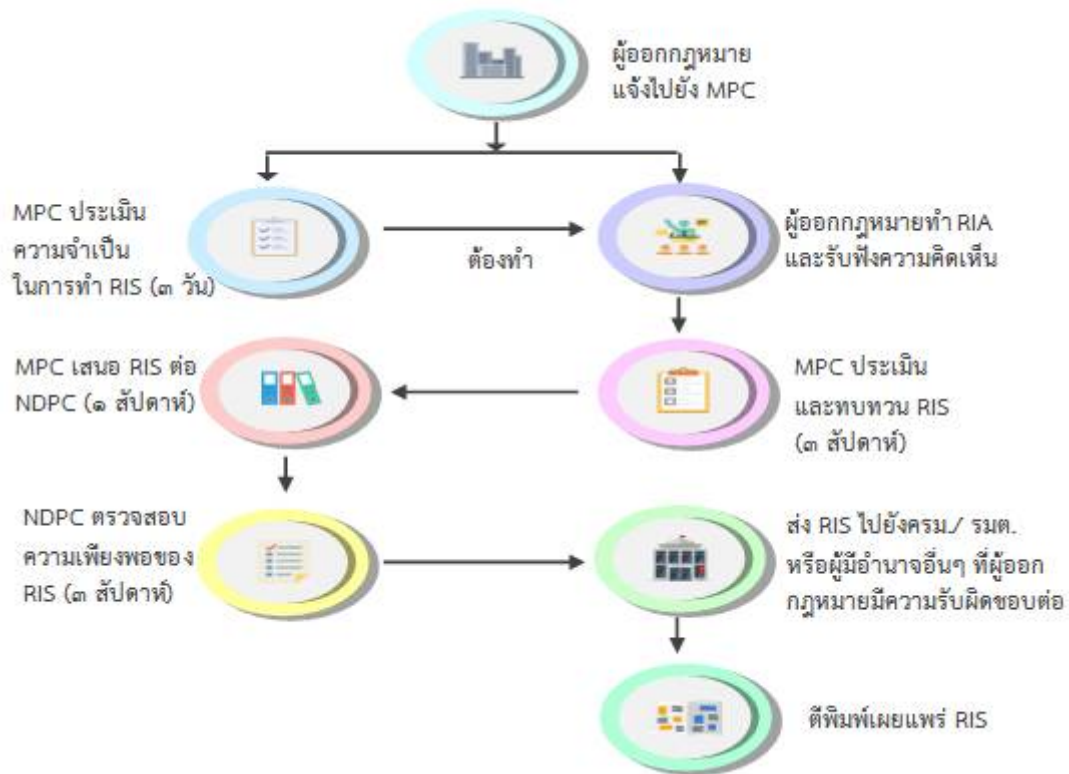 ผู้ออกกฎหมาย
แจ้งไปยัง MPC
MPC ประเมิน
ความจำเป็น
ในการทำ RIS (๓ วัน)
ต้องทำ
ผู้ออกกฎหมายทำ RIA
และรับฟังความคิดเห็น
MPC เสนอ RIS ต่อ
NDPC (๑ สัปดาห์)
MPC ประเมิน
และทบทวน RIS
(๓ สัปดาห์)
NDPC ตรวจสอบ
ความเพียงพอของ
RIS (๓ สัปดาห์)
ส่ง RIS ไปยังครม./ รมต.
หรือผู้มีอำนาจอื่นๆ ที่ผู้ออก
กฎหมายมีความรับผิดขอบต่อ
ตีพิมพ์เผยแพร่ RIS